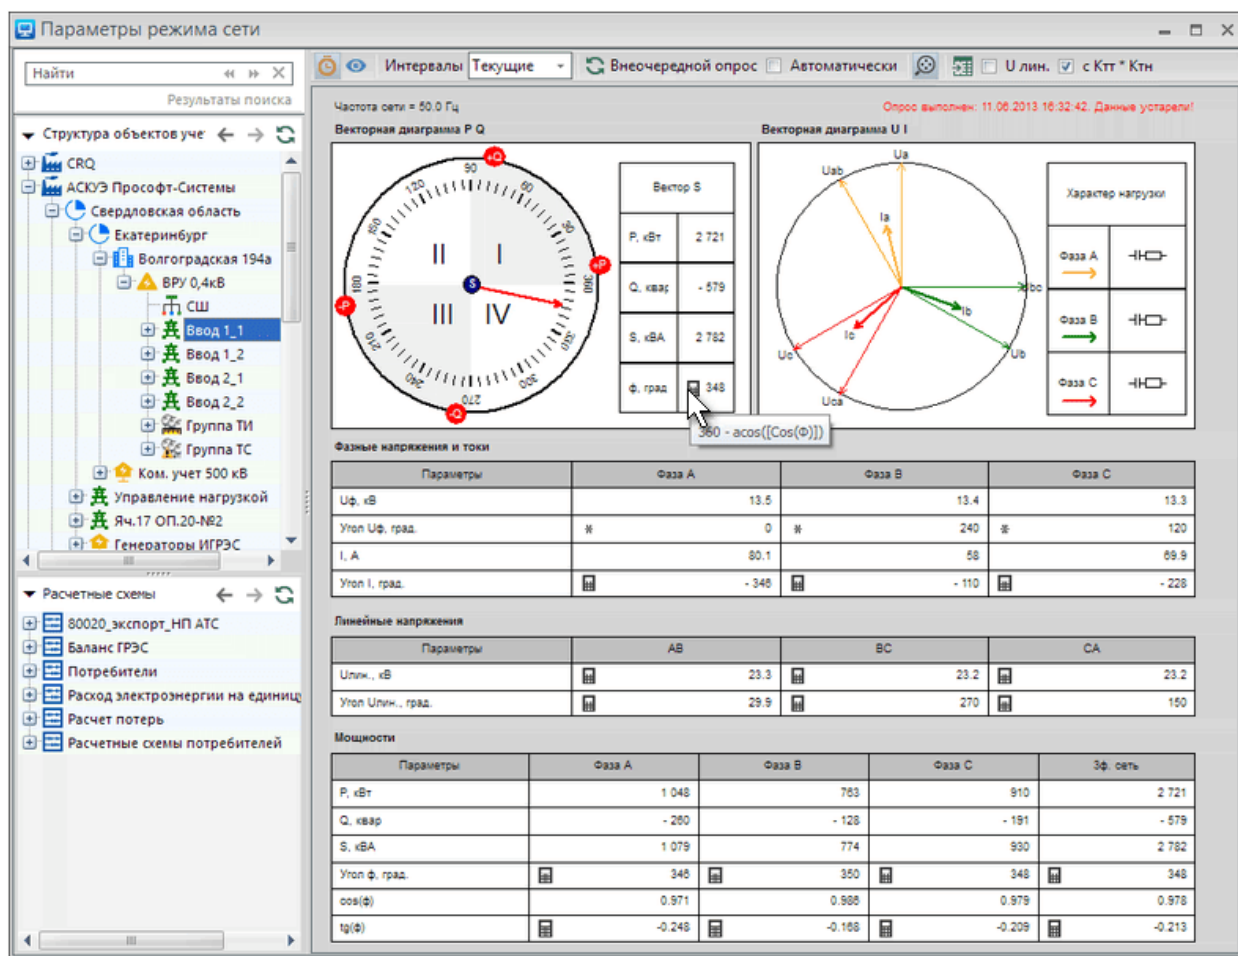 Параметры режима сети
Найти
Результаты поиска
Интервалы Текущие Внеочередной опрос Автоматически U лин. с Ктт * Ктн
Структура объектов уче
CRQ
АСКУЭ Прософт-Системы
Свердловская область
Екатеринбург
Волгоградская 194а
ВРУ 0,4кВ
СШ
Ввод 1_1
Ввод 1_2
Ввод 2_1
Ввод 2_2
Группа ТИ
Группа ТС
Ком. учет 500 кВ
Управление нагрузкой
Яч.17 ОП.20-№2
Генераторы ИГРЭС
Расчетные схемы
80020_экспорт_НП АТС
Баланс ГРЭС
Потребители
Расход электроэнергии на единицу
Расчет потерь
Расчетные схемы потребителей
Частота сети = 50.0 Гц
Опрос выполнен: 11.06.2013 16:32:42. Данные устарели!
Векторная диаграмма P Q
+Q
90
120
60
150
30
+P
II I
180
S
360
-P
III IV
210
330
240
300
270
-Q
Вектор S
P, кВт 2 721
Q, квар - 579
S, кВА 2 782
ф, град 348
360 - acos([Cos(Ф)])
Векторная диаграмма U I
Ua
Uab
Ia
Ubc
Ib
Ic
Uc
Ub
Uca
Характер нагрузки
Фаза A
Фаза B
Фаза C
Фазные напряжения и токи
Параметры Фаза A Фаза B Фаза C
Uф, кВ 13.5 13.4 13.3
Угол Uф, град. * 0 * 240 * 120
I, А 80.1 58 69.9
Угол I, град. - 346 - 110 - 228
Линейные напряжения
Параметры AB BC CA
Uлин., кВ 23.3 23.2 23.2
Угол Uлин., град. 29.9 270 150
Мощности
Параметры Фаза A Фаза B Фаза C 3ф. сеть
P, кВт 1 048 763 910 2 721
Q, квар - 260 - 128 - 191 - 579
S, кВА 1 079 774 930 2 782
Угол ф, град. 346 350 348 348
cos(ф) 0.971 0.986 0.979 0.978
tg(ф) -0.248 -0.168 -0.209 -0.213